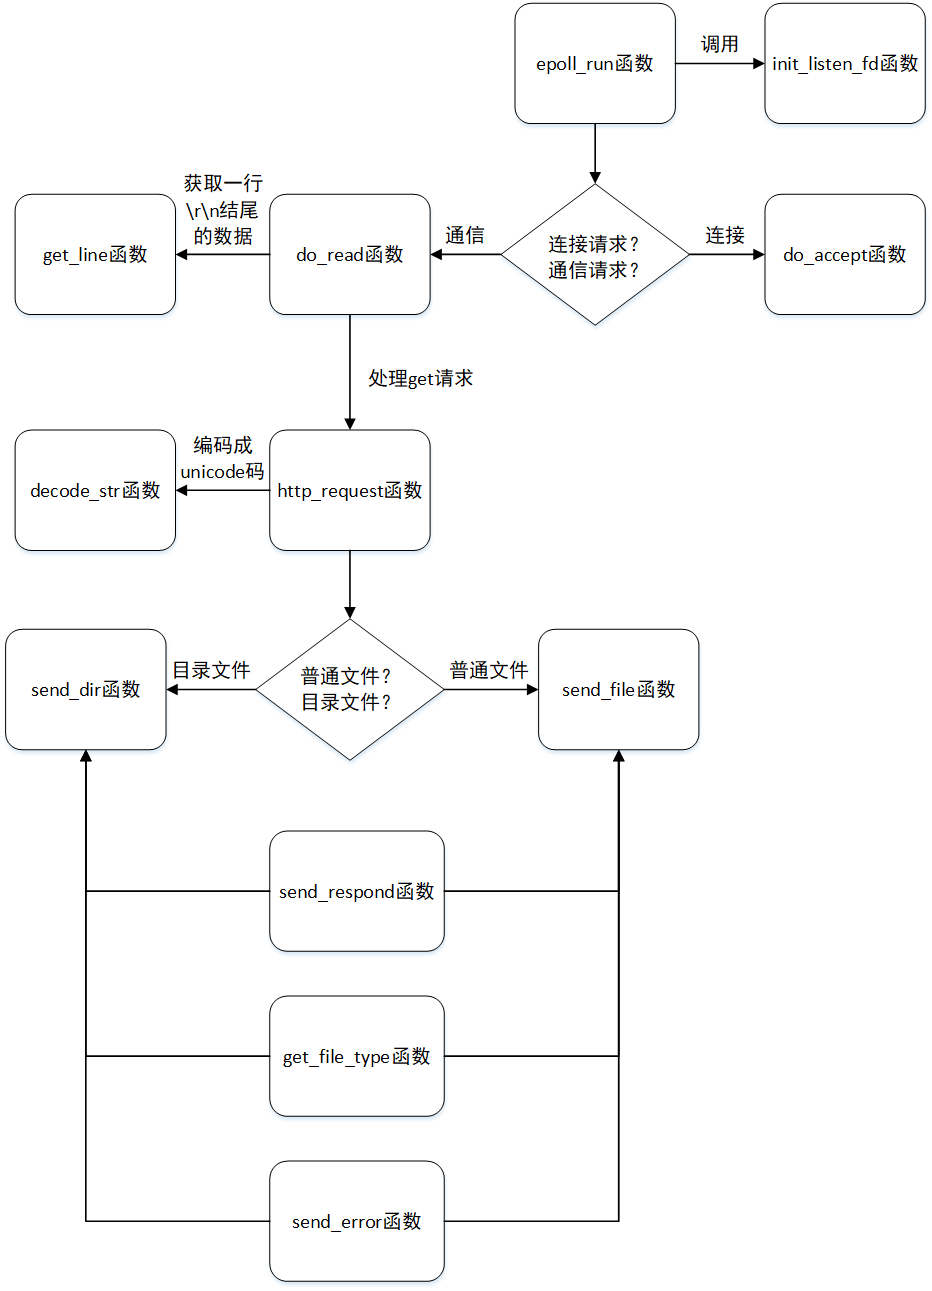 epoll_run函数
调用
init_listen_fd函数
获取一行
\r\n结尾
的数据
get_line函数
do_read函数
通信
连接请求？
通信请求？
连接
do_accept函数
处理get请求
编码成
unicode码
decode_str函数
http_request函数
目录文件
普通文件？
目录文件？
普通文件
send_dir函数
send_file函数
send_respond函数
get_file_type函数
send_error函数